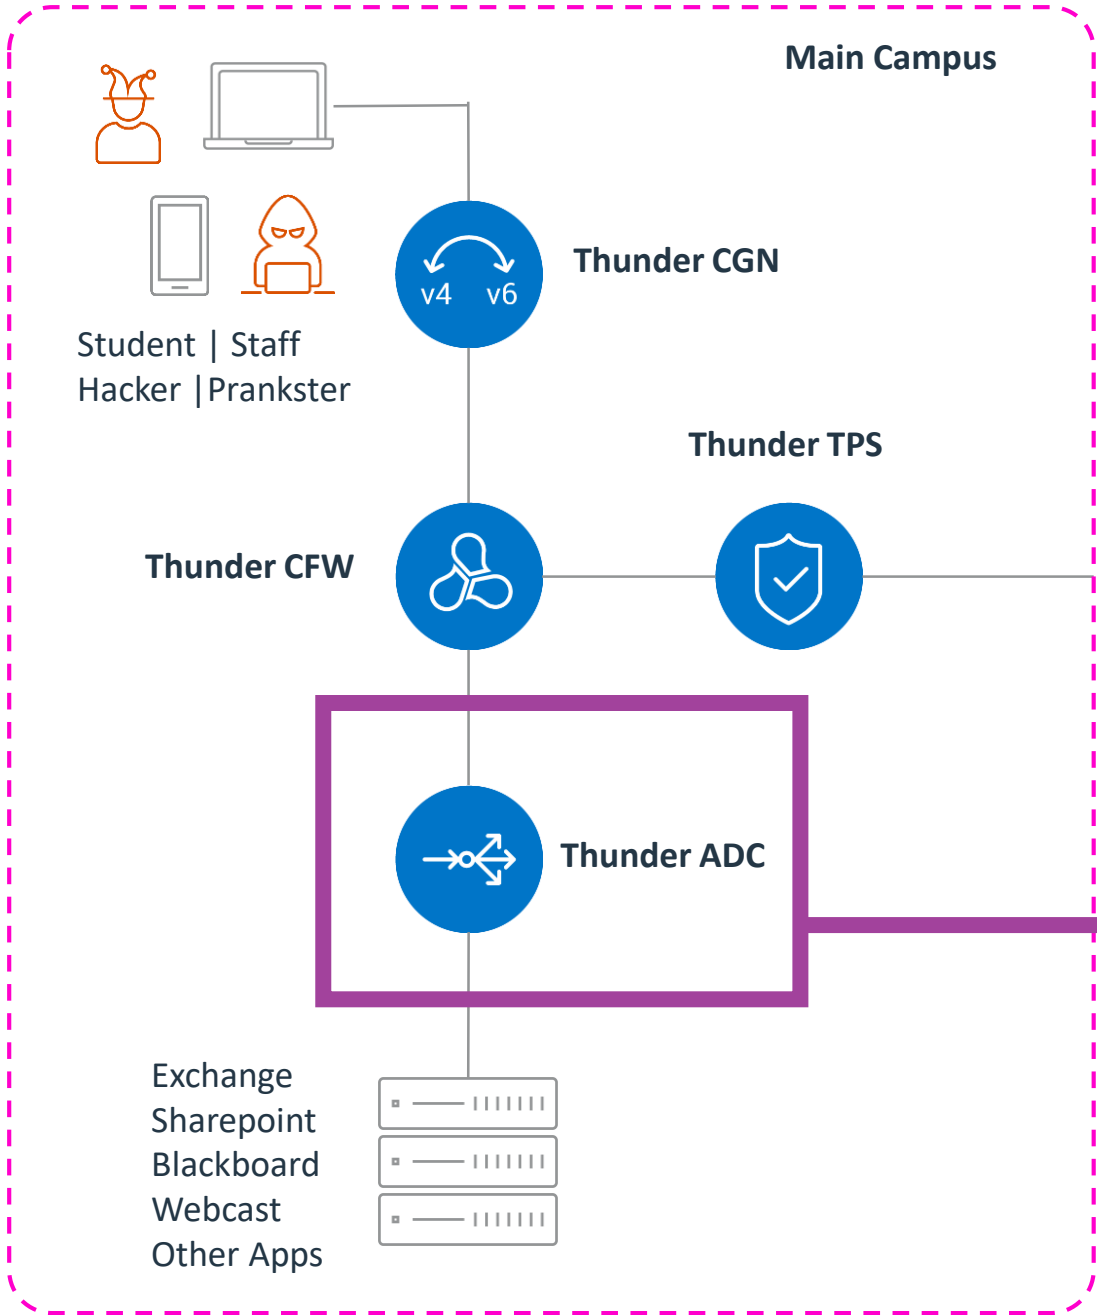 Main Campus
v4 v6
Thunder CGN
Student | Staff
Hacker |Prankster
Thunder TPS
Thunder CFW
Thunder ADC
Exchange
Sharepoint
Blackboard
Webcast
Other Apps